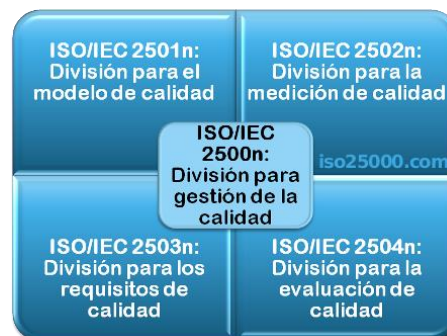 ISO/IEC 2501n:
División para el
modelo de calidad
ISO/IEC 2502n:
División para la
medición de calidad
ISO/IEC
2500n:
División para
gestión de la
calidad
iso25000.com
ISO/IEC 2503n:
División para los
requisitos de
calidad
ISO/IEC 2504n:
División para la
evaluación de
calidad